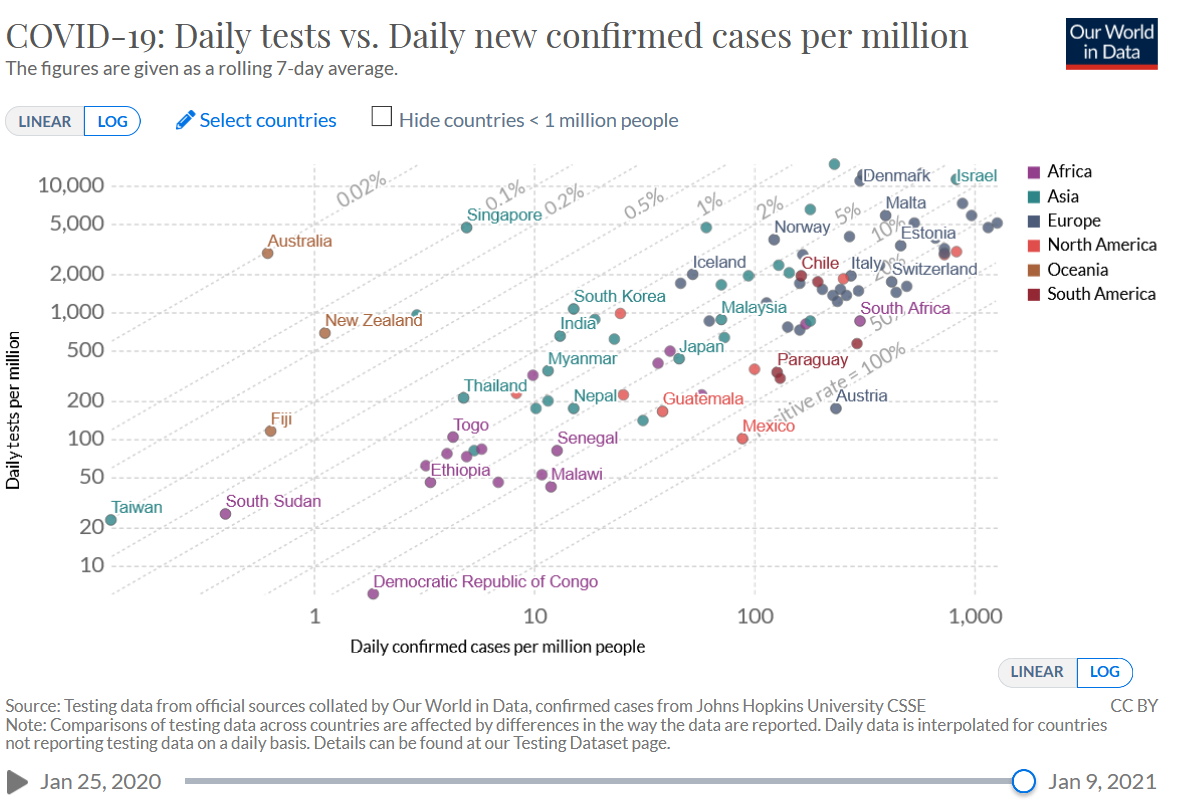 COVID-19: Daily tests vs. Daily new confirmed cases per million
The figures are given as a rolling 7-day average.
Our World
in Data
LINEAR LOG Select countries Hide countries < 1 million people
Daily tests per million
10,000
5,000
2,000
1,000
500
200
100
50
20
10
0.02%
0.1%
0.2%
0.5%
1%
2%
5%
10%
Denmark
Israel
Singapore
Malta
Norway
Estonia
Australia
Iceland
Chile
Italy
Switzerland
South Korea
New Zealand
India
Malaysia
South Africa
Myanmar
Japan
Paraguay
= 100%
Thailand
Nepal
Guatemala
Austria
Fiji
Togo
Mexico
Senegal
Ethiopia
Malawi
Taiwan
South Sudan
Democratic Republic of Congo
1
10
100
1,000
Daily confirmed cases per million people
Africa
Asia
Europe
North America
Oceania
South America
LINEAR LOG
Source: Testing data from official sources collated by Our World in Data, confirmed cases from Johns Hopkins University CSSE
CC BY
Note: Comparisons of testing data across countries are affected by differences in the way the data are reported. Daily data is interpolated for countries
not reporting testing data on a daily basis. Details can be found at our Testing Dataset page.
Jan 25, 2020
Jan 9, 2021